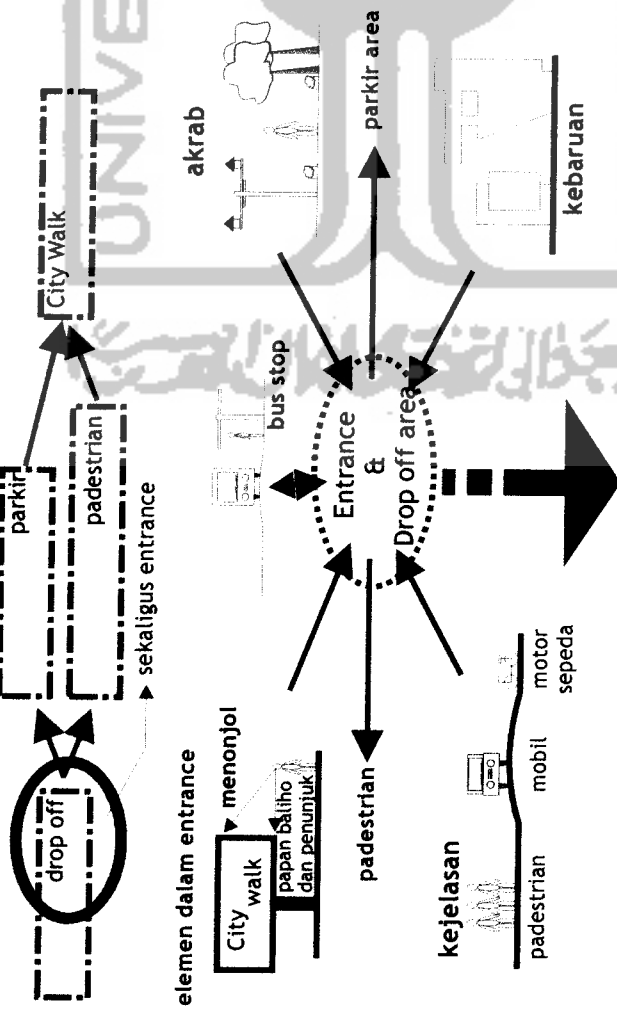 drop off
parkir
padestrian
City Walk
sekaligus entrance
elemen dalam entrance
City
walk
menonjol
papan baliho
dan penunjuk
bus stop
akrab
padestrian
Entrance
&
Drop off area
parkir area
kejelasan
padestrian
mobil
motor
sepeda
kebaruan
UNIVE